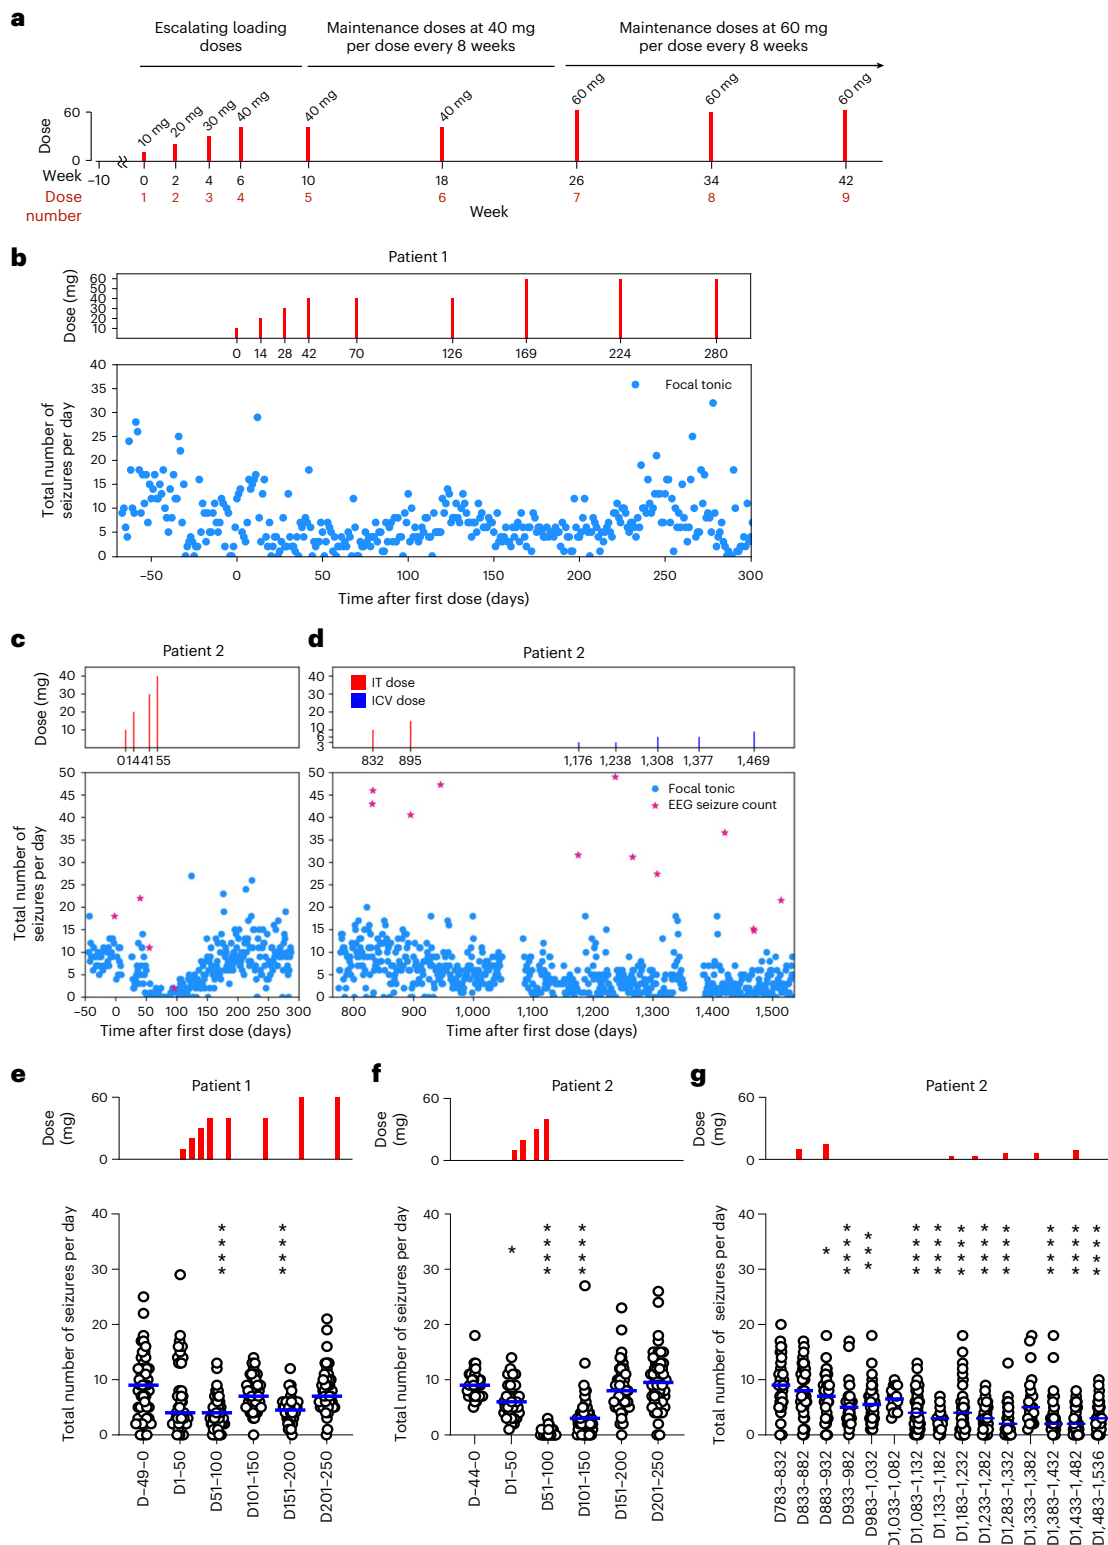 a
Escalating loading
doses
Maintenance doses at 40 mg
per dose every 8 weeks
Maintenance doses at 60 mg
per dose every 8 weeks
Dose
60
0
10 mg
20 mg
30 mg
40 mg
40 mg
40 mg
60 mg
60 mg
60 mg
Week
–10 0 2 4 6 10 18 26 34 42
Dose
number
1 2 3 4 5 6 7 8 9
Week
b
Patient 1
Dose (mg)
60
50
40
30
20
10
0 14 28 42 70 126 169 224 280
Total number of
seizures per day
40
35
30
25
20
15
10
5
0
Focal tonic
–50 0 50 100 150 200 250 300
Time after first dose (days)
c
Patient 2
Dose (mg)
40
30
20
10
0 14 41 55
Total number of
seizures per day
50
45
40
35
30
25
20
15
10
5
0
–50 0 50 100 150 200 250 300
Time after first dose (days)
d
Patient 2
40
30
20
10
6
3
IT dose
ICV dose
832 895 1,176 1,238 1,308 1,377 1,469
50
45
40
35
30
25
20
15
10
5
0
Focal tonic
EEG seizure count
800 900 1,000 1,100 1,200 1,300 1,400 1,500
Time after first dose (days)
e
Patient 1
Dose
(mg)
60
0
Total number of seizures per day
40
30
20
10
0
****
****
D–49–0
D1–50
D51–100
D101–150
D151–200
D201–250
f
Patient 2
Dose
(mg)
60
0
Total number of seizures per day
40
30
20
10
0
*
****
****
D–44–0
D1–50
D51–100
D101–150
D151–200
D201–250
g
Patient 2
Dose
(mg)
60
0
Total number of seizures per day
40
30
20
10
0
*
****
***
****
****
****
****
****
****
****
****
D783–832
D833–882
D883–932
D933–982
D983–1,032
D1,033–1,082
D1,083–1,132
D1,133–1,182
D1,183–1,232
D1,233–1,282
D1,283–1,332
D1,333–1,382
D1,383–1,432
D1,433–1,482
D1,483–1,536